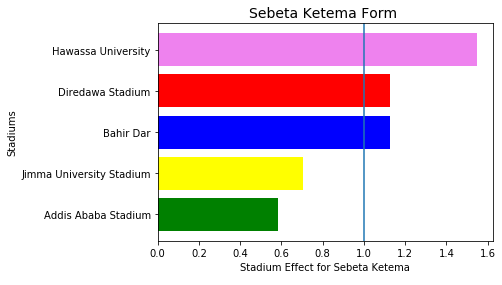 Sebeta Ketema Form
Stadiums
Hawassa University
Diredawa Stadium
Bahir Dar
Jimma University Stadium
Addis Ababa Stadium
0.0 0.2 0.4 0.6 0.8 1.0 1.2 1.4 1.6
Stadium Effect for Sebeta Ketema